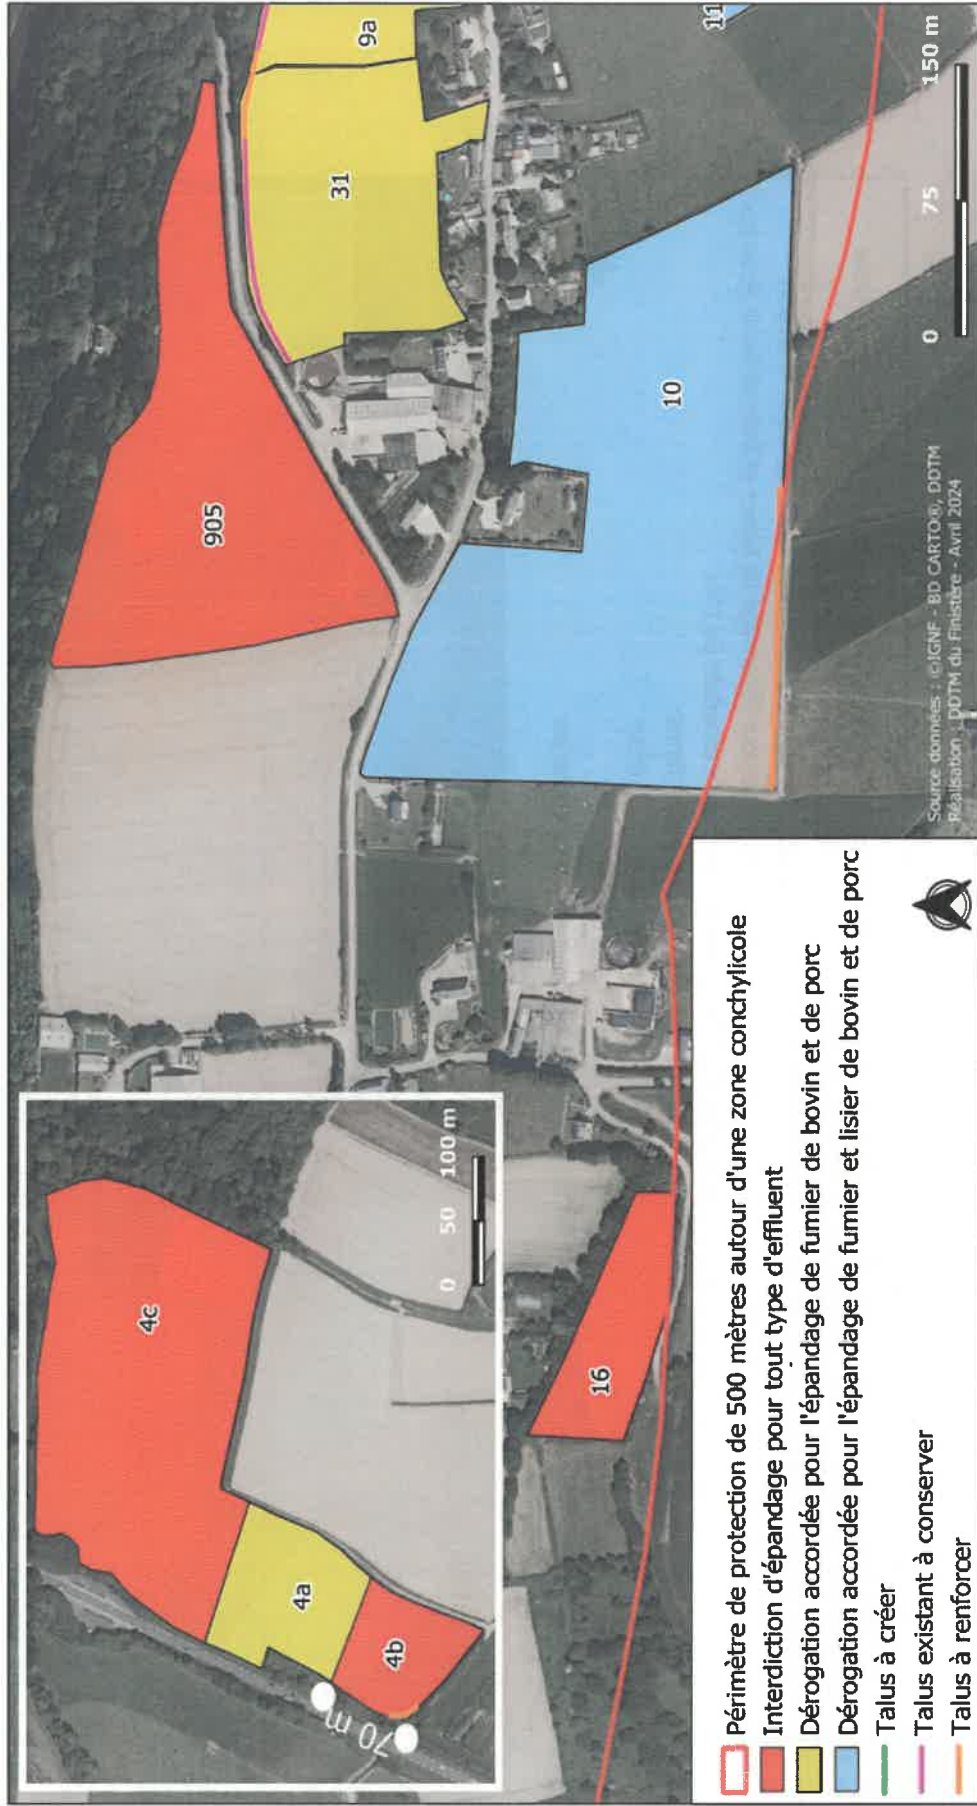 4c
4a
4b
70 m
0 50 100 m
905
31
9a
10
11
16
0 75 150 m
Périmètre de protection de 500 mètres autour d'une zone conchylicole
Interdiction d'épandage pour tout type d'effluent
Dérogation accordée pour l'épandage de fumier de bovin et de porc
Dérogation accordée pour l'épandage de fumier et lisier de bovin et de porc
Talus à créer
Talus existant à conserver
Talus à renforcer
Source données : ©IGNF - BD CARTO®, DDTM
Réalisation : DDTM du Finistère - Avril 2024